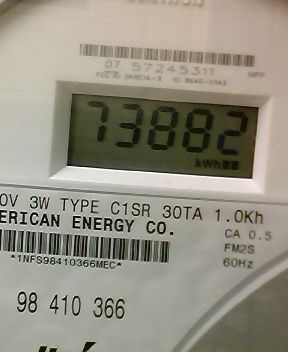 07 57245311
73882
kWh
0V 3W TYPE C1SR 30TA 1.0Kh
ERICAN ENERGY CO.
CA 0.5
FM2S
*1NFS98410366MEC*
60Hz
98 410 366